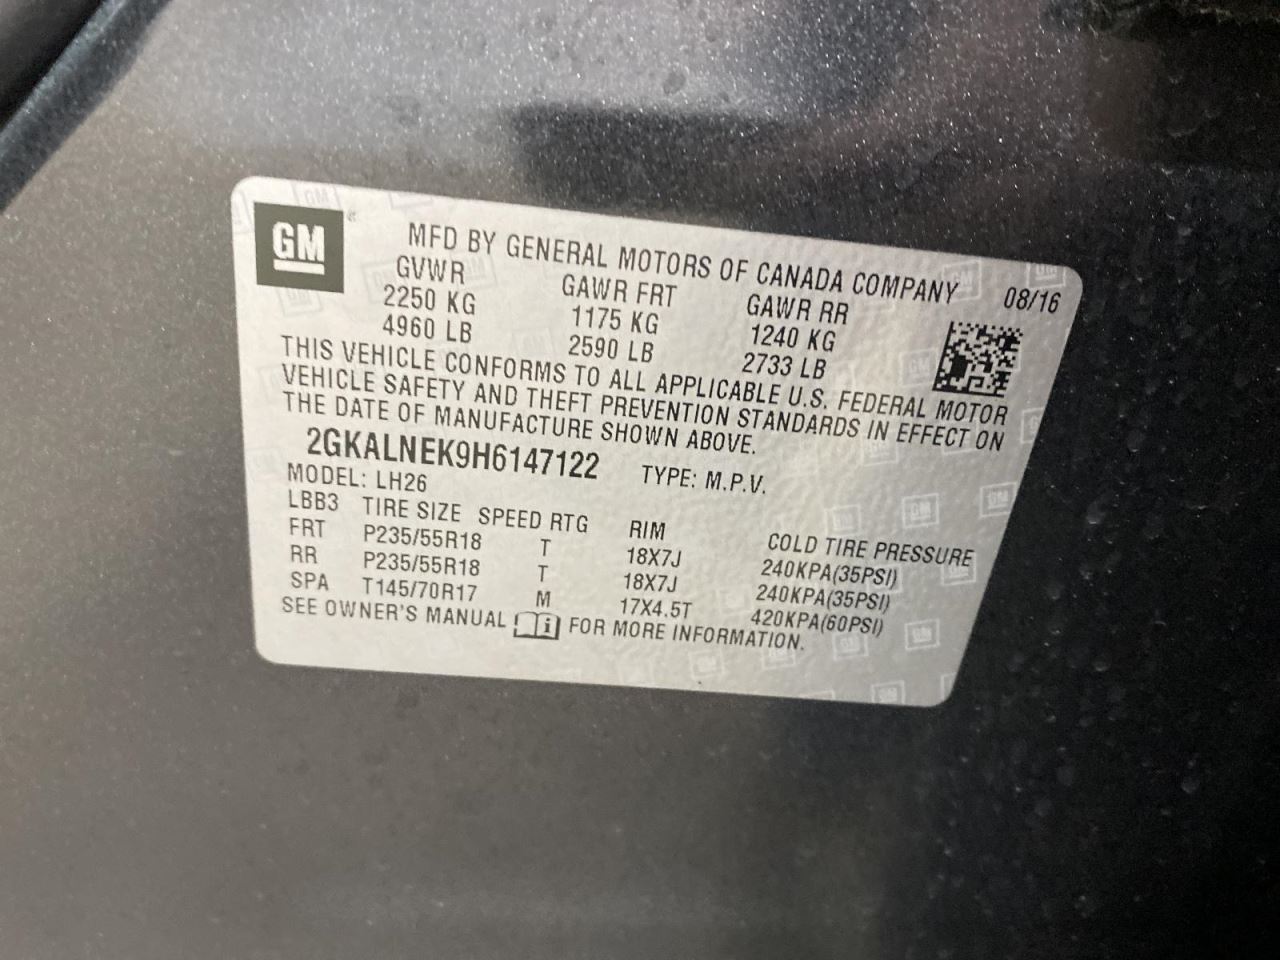 GM
MFD BY GENERAL MOTORS OF CANADA COMPANY 08/16
GVWR GAWR FRT GAWR RR
2250 KG 1175 KG 1240 KG
4960 LB 2590 LB 2733 LB
THIS VEHICLE CONFORMS TO ALL APPLICABLE U.S. FEDERAL MOTOR
VEHICLE SAFETY AND THEFT PREVENTION STANDARDS IN EFFECT ON
THE DATE OF MANUFACTURE SHOWN ABOVE.
2GKALNEK9H6147122 TYPE: M.P.V.
MODEL: LH26
LBB3 TIRE SIZE SPEED RTG RIM COLD TIRE PRESSURE
FRT P235/55R18 T 18X7J 240KPA(35PSI)
RR P235/55R18 T 18X7J 240KPA(35PSI)
SPA T145/70R17 M 17X4.5T 420KPA(60PSI)
SEE OWNER'S MANUAL i FOR MORE INFORMATION.